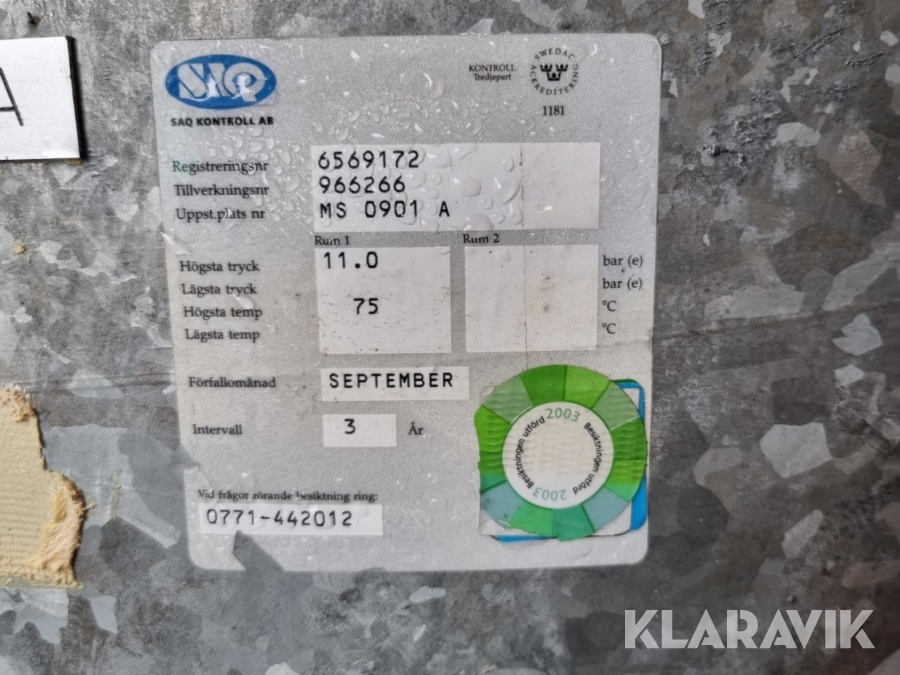 A
SAQ
SAQ KONTROLL AB
KONTROLL
Tredjepart
SWEDAC ACKREDITERING
1181
Registreringsnr 6569172
Tillverkningsnr 966266
Uppst.plats nr MS 0901 A
Rum 1 Rum 2
Högsta tryck 11.0 bar (e)
Lägsta tryck bar (e)
Högsta temp 75 °C
Lägsta temp °C
Förfallomånad SEPTEMBER
Intervall 3 År
2003 Besiktningen utförd
2003 Besiktningen utförd
Vid frågor rörande besiktning ring:
0771-442012
KLARAVIK